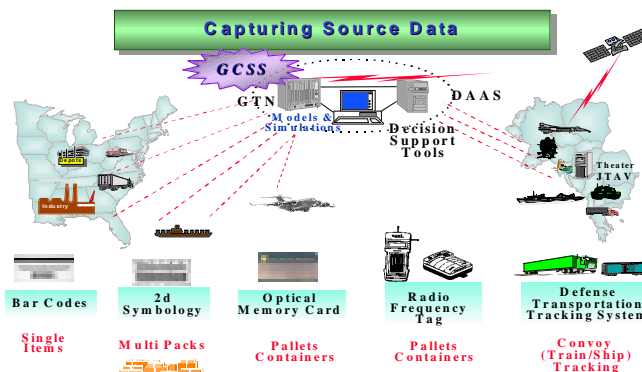 Capturing Source Data
GCSS
GTN
DAAS
Models &
Simulations
Decision
Support
Tools
Depots
Industry
Theater
JTAV
Bar Codes
2d
Symbology
Optical
Memory Card
Radio
Frequency
Tag
Defense
Transportation
Tracking System
Single
Items
Multi Packs
Pallets
Containers
Pallets
Containers
Convoy
(Train/Ship)
Tracking